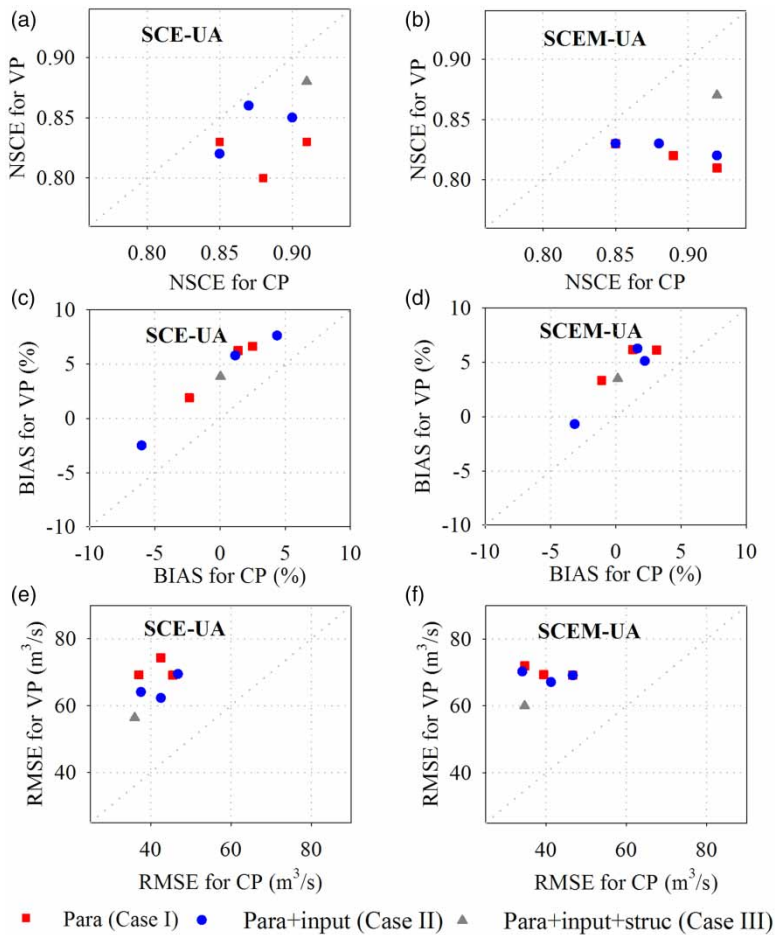 (a)
SCE-UA
NSCE for VP
0.90
0.85
0.80
0.80 0.85 0.90
NSCE for CP
(b)
SCEM-UA
NSCE for VP
0.90
0.85
0.80
0.80 0.85 0.90
NSCE for CP
(c)
SCE-UA
BIAS for VP (%)
10
5
0
-5
-10
-10 -5 0 5 10
BIAS for CP (%)
(d)
SCEM-UA
BIAS for VP (%)
10
5
0
-5
-10
-10 -5 0 5 10
BIAS for CP (%)
(e)
SCE-UA
RMSE for VP (m³/s)
80
60
40
40 60 80
RMSE for CP (m³/s)
(f)
SCEM-UA
RMSE for VP (m³/s)
80
60
40
40 60 80
RMSE for CP (m³/s)
Para (Case I) Para+input (Case II) Para+input+struc (Case III)